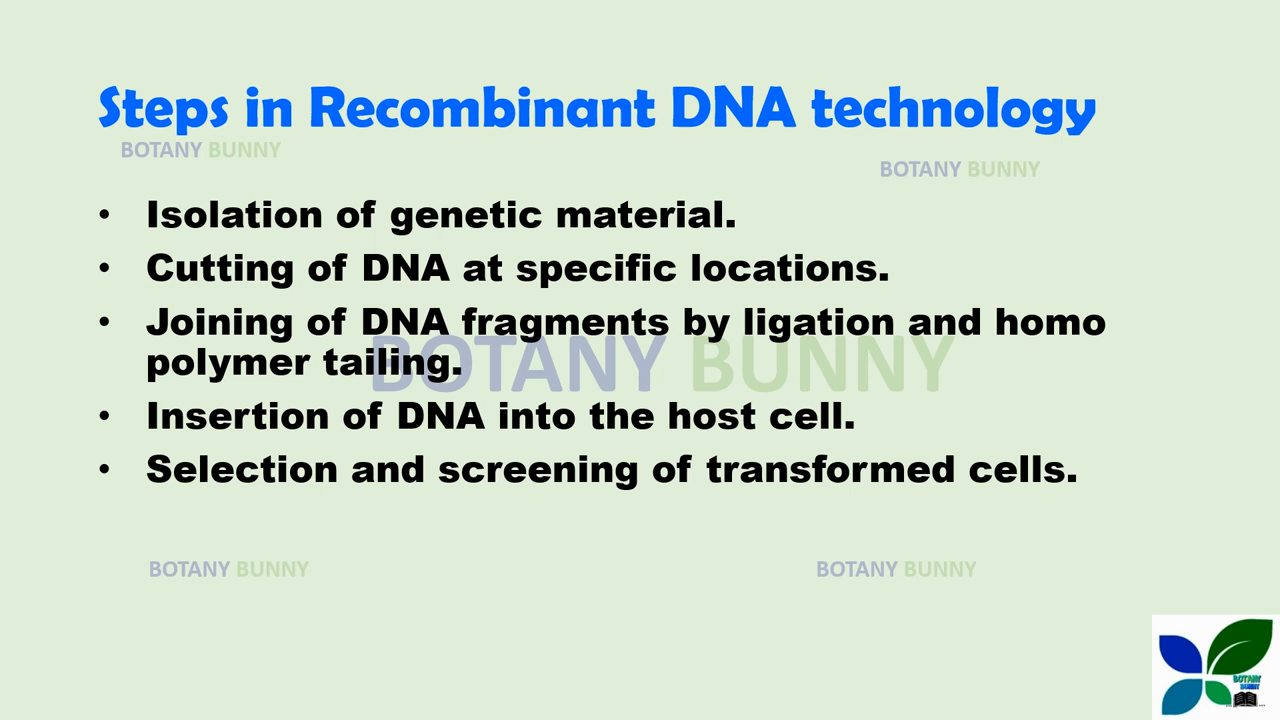 Steps in Recombinant DNA technology
BOTANY BUNNY
BOTANY BUNNY
• Isolation of genetic material.
• Cutting of DNA at specific locations.
• Joining of DNA fragments by ligation and homo
polymer tailing.
BOTANY BUNNY
• Insertion of DNA into the host cell.
• Selection and screening of transformed cells.
BOTANY BUNNY
BOTANY BUNNY
BOTANY
BUNNY